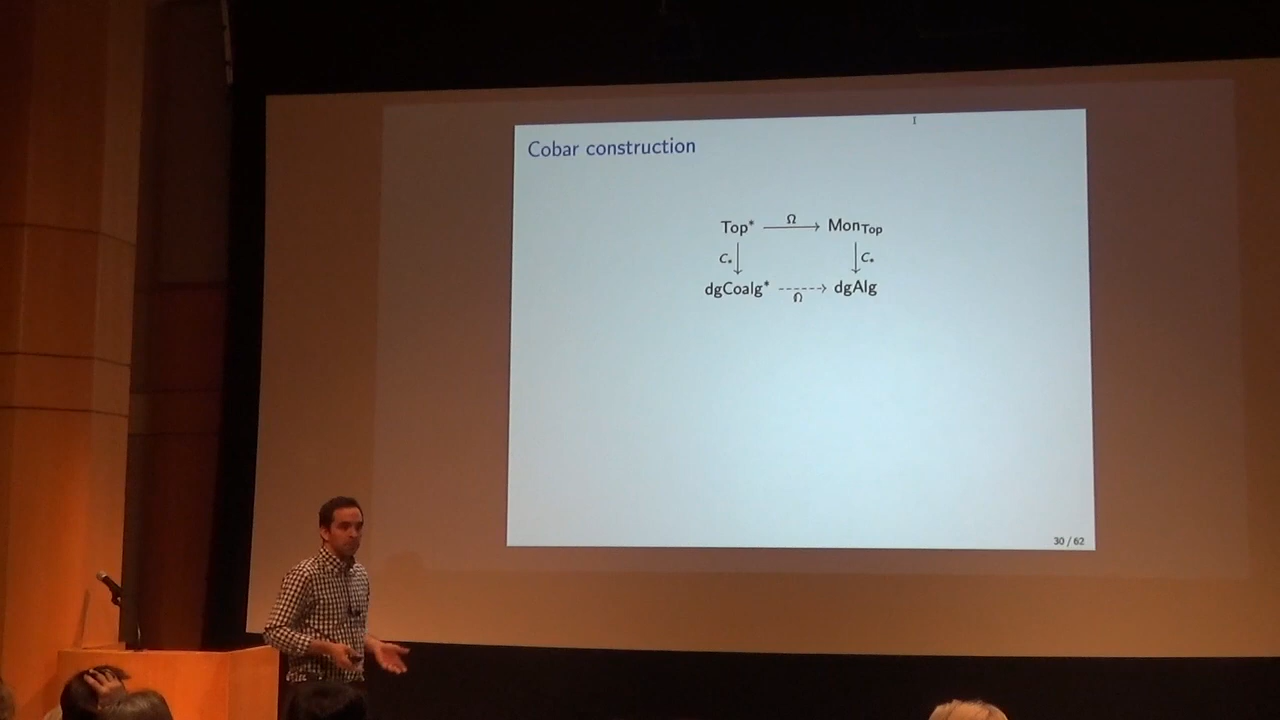 Cobar construction
Ω
Top* → Mon_Top
C• C•
dgCoalg* ⇢ dgAlg
Ω
30 / 62